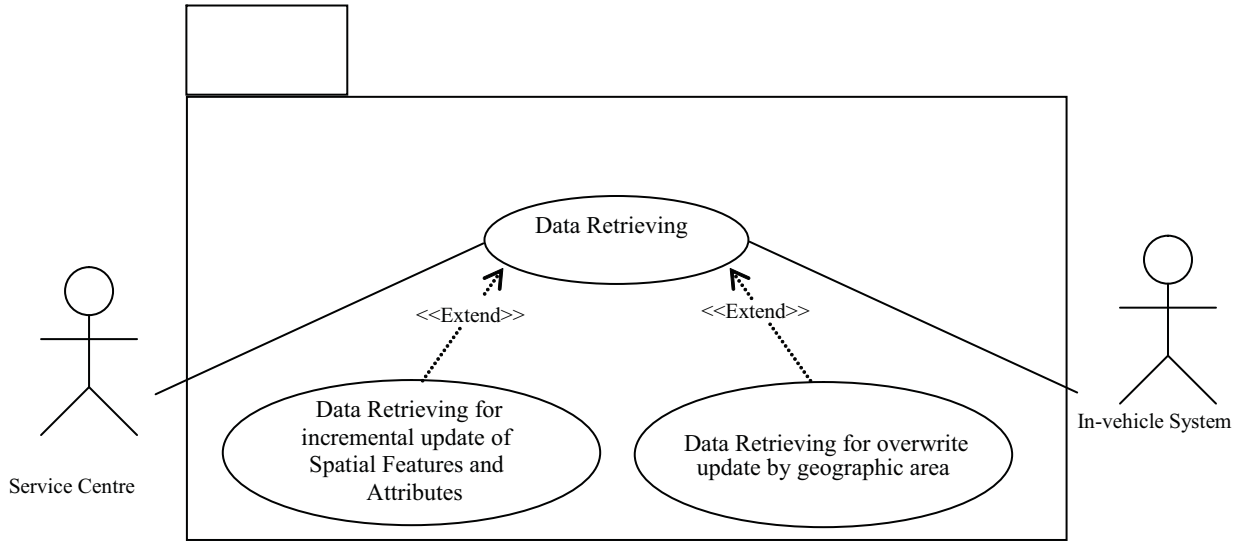 Data Retrieving
<<Extend>>
<<Extend>>
Data Retrieving for
incremental update of
Spatial Features and
Attributes
Data Retrieving for overwrite
update by geographic area
Service Centre
In-vehicle System